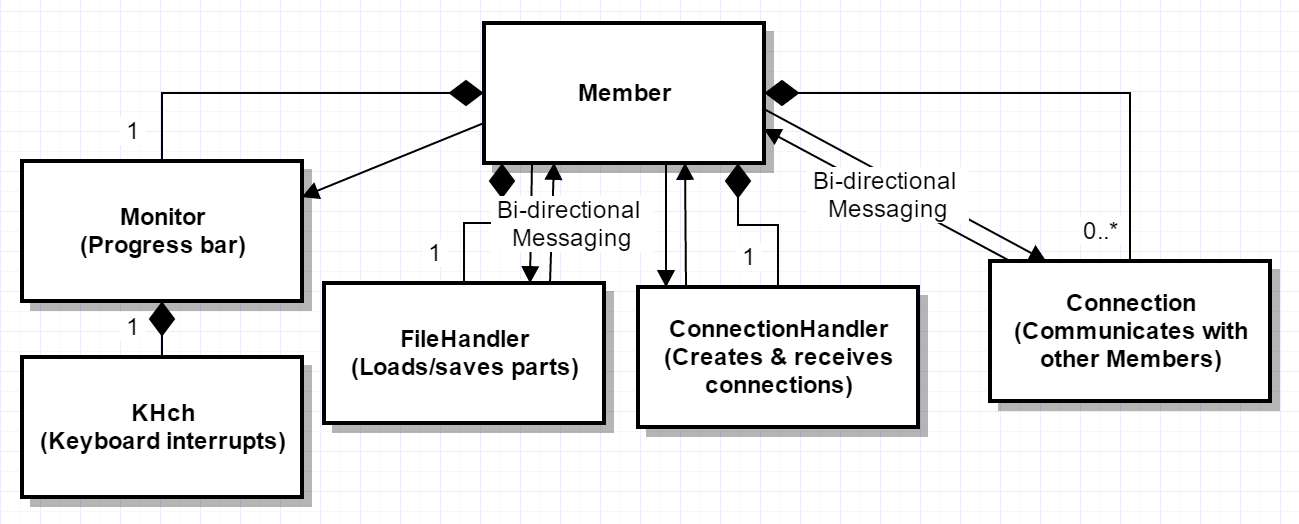 Member
1
Monitor
(Progress bar)
1
KHch
(Keyboard interrupts)
Bi-directional
Messaging
1
FileHandler
(Loads/saves parts)
1
ConnectionHandler
(Creates & receives
connections)
Bi-directional
Messaging
0..*
Connection
(Communicates with
other Members)